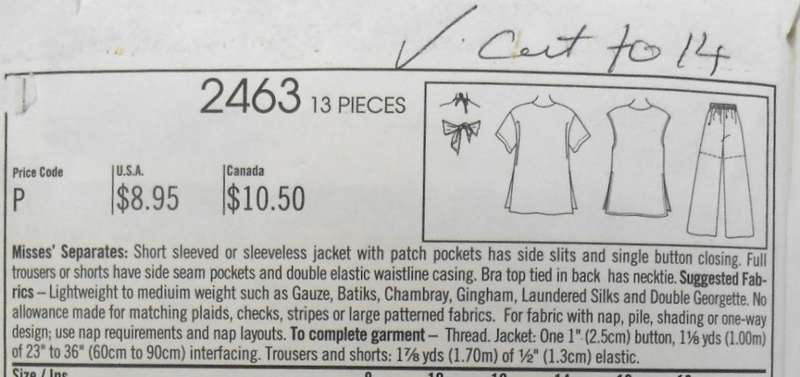 ✓. Cut to 14
2463 13 PIECES
Price Code U.S.A. Canada
P $8.95 $10.50
Misses' Separates: Short sleeved or sleeveless jacket with patch pockets has side slits and single button closing. Full
trousers or shorts have side seam pockets and double elastic waistline casing. Bra top tied in back has necktie. Suggested Fab-
rics – Lightweight to mediuim weight such as Gauze, Batiks, Chambray, Gingham, Laundered Silks and Double Georgette. No
allowance made for matching plaids, checks, stripes or large patterned fabrics. For fabric with nap, pile, shading or one-way
design; use nap requirements and nap layouts. To complete garment – Thread. Jacket: One 1" (2.5cm) button, 1⅛ yds (1.00m)
of 23" to 36" (60cm to 90cm) interfacing. Trousers and shorts: 1⅞ yds (1.70m) of ½" (1.3cm) elastic.
Size / Ins